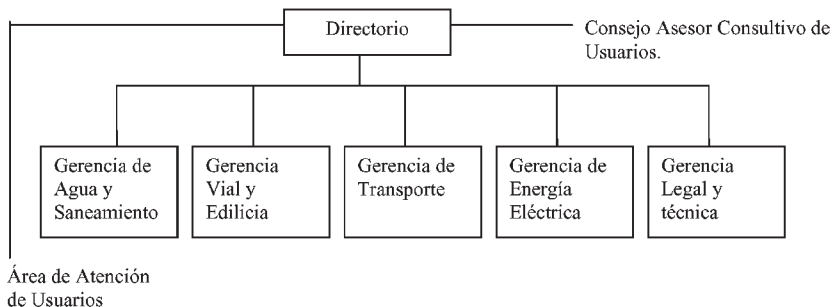 Directorio
Consejo Asesor Consultivo de
Usuarios.
Gerencia de
Agua y
Saneamiento
Gerencia
Vial y
Edilicia
Gerencia de
Transporte
Gerencia de
Energía
Eléctrica
Gerencia
Legal y
técnica
Área de Atención
de Usuarios